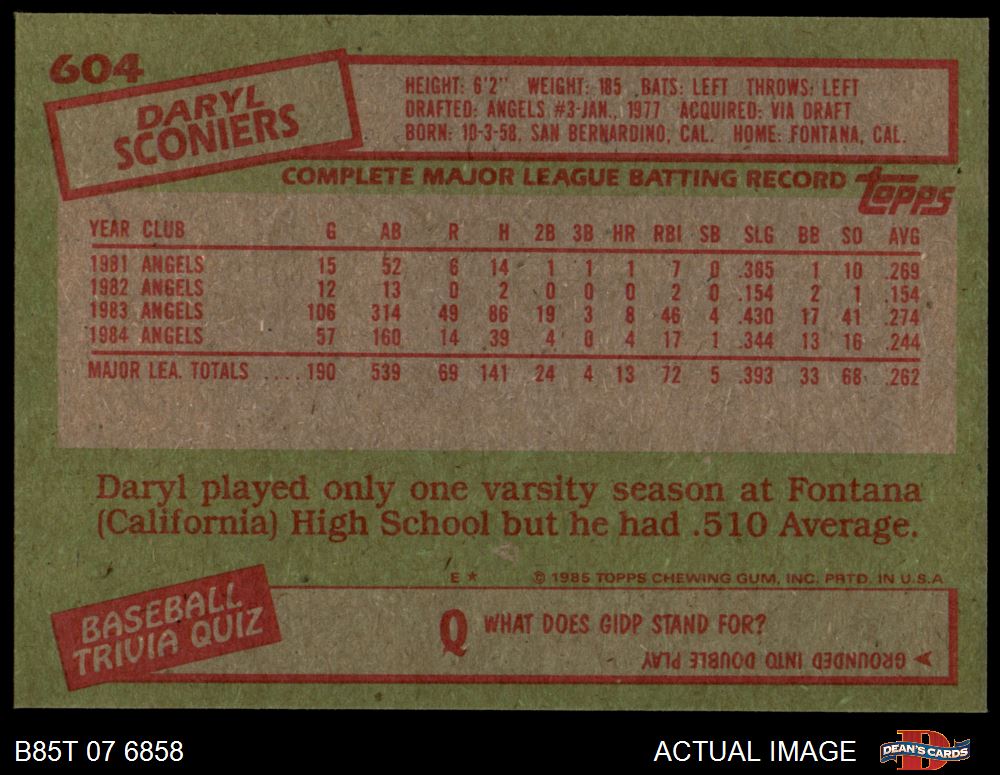 604
DARYL
SCONIERS
HEIGHT: 6'2" WEIGHT: 185 BATS: LEFT THROWS: LEFT
DRAFTED: ANGELS #3-JAN., 1977 ACQUIRED: VIA DRAFT
BORN: 10-3-58, SAN BERNARDINO, CAL. HOME: FONTANA, CAL.
COMPLETE MAJOR LEAGUE BATTING RECORD topps
YEAR CLUB G AB R H 2B 3B HR RBI SB SLG BB SO AVG
1981 ANGELS 15 52 6 14 1 1 1 7 0 .385 1 10 .269
1982 ANGELS 12 13 0 2 0 0 0 2 0 .154 2 1 .154
1983 ANGELS 106 314 49 86 19 3 8 46 4 .430 17 41 .274
1984 ANGELS 57 160 14 39 4 0 4 17 1 .344 13 16 .244
MAJOR LEA. TOTALS ....190 539 69 141 24 4 13 72 5 .393 33 68 .262
Daryl played only one varsity season at Fontana
(California) High School but he had .510 Average.
E * © 1985 TOPPS CHEWING GUM, INC. PRTD. IN U.S.A.
BASEBALL
TRIVIA QUIZ
Q WHAT DOES GIDP STAND FOR?
GROUNDED INTO DOUBLE PLAY
B85T 07 6858
ACTUAL IMAGE
D DEAN'S CARDS